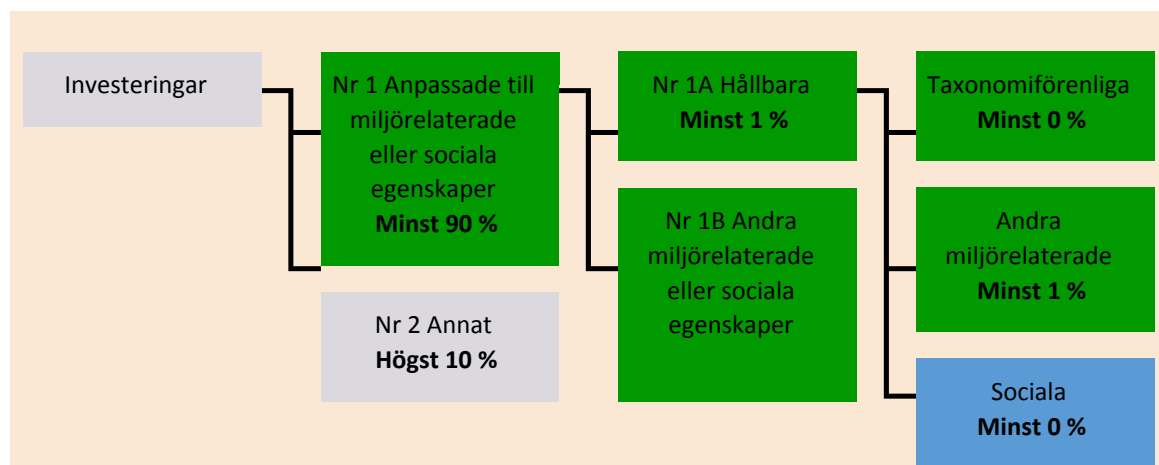 Investeringar
Nr 1 Anpassade till
miljörelaterade
eller sociala
egenskaper
Minst 90 %
Nr 2 Annat
Högst 10 %
Nr 1A Hållbara
Minst 1 %
Nr 1B Andra
miljörelaterade
eller sociala
egenskaper
Taxonomiförenliga
Minst 0 %
Andra
miljörelaterade
Minst 1 %
Sociala
Minst 0 %